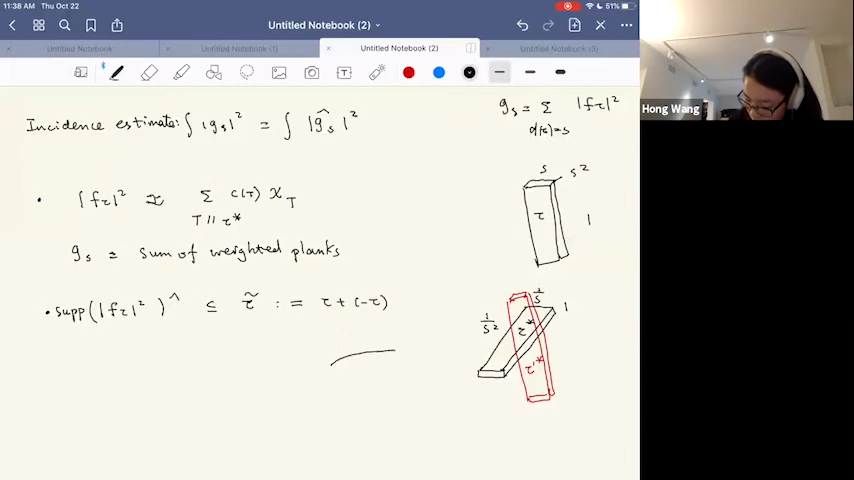 11:38 AM Thu Oct 22
51%
Untitled Notebook (2)
Untitled Notebook
Untitled Notebook (1)
Untitled Notebook (2)
Untitled Notebook (3)
Hong Wang
Incidence estimate: ∫ |g_s|² = ∫ |ĝ_s|²
g_s = Σ |f_τ|²
d(τ)=s
• |f_τ|² ≈ Σ c(T) χ_T
T // τ*
g_s = sum of weighted planks
• supp(|f_τ|²)^ ⊆ τ̃ := τ + (-τ)
s s²
τ 1
1/s 1
1/s² τ*
τ'*